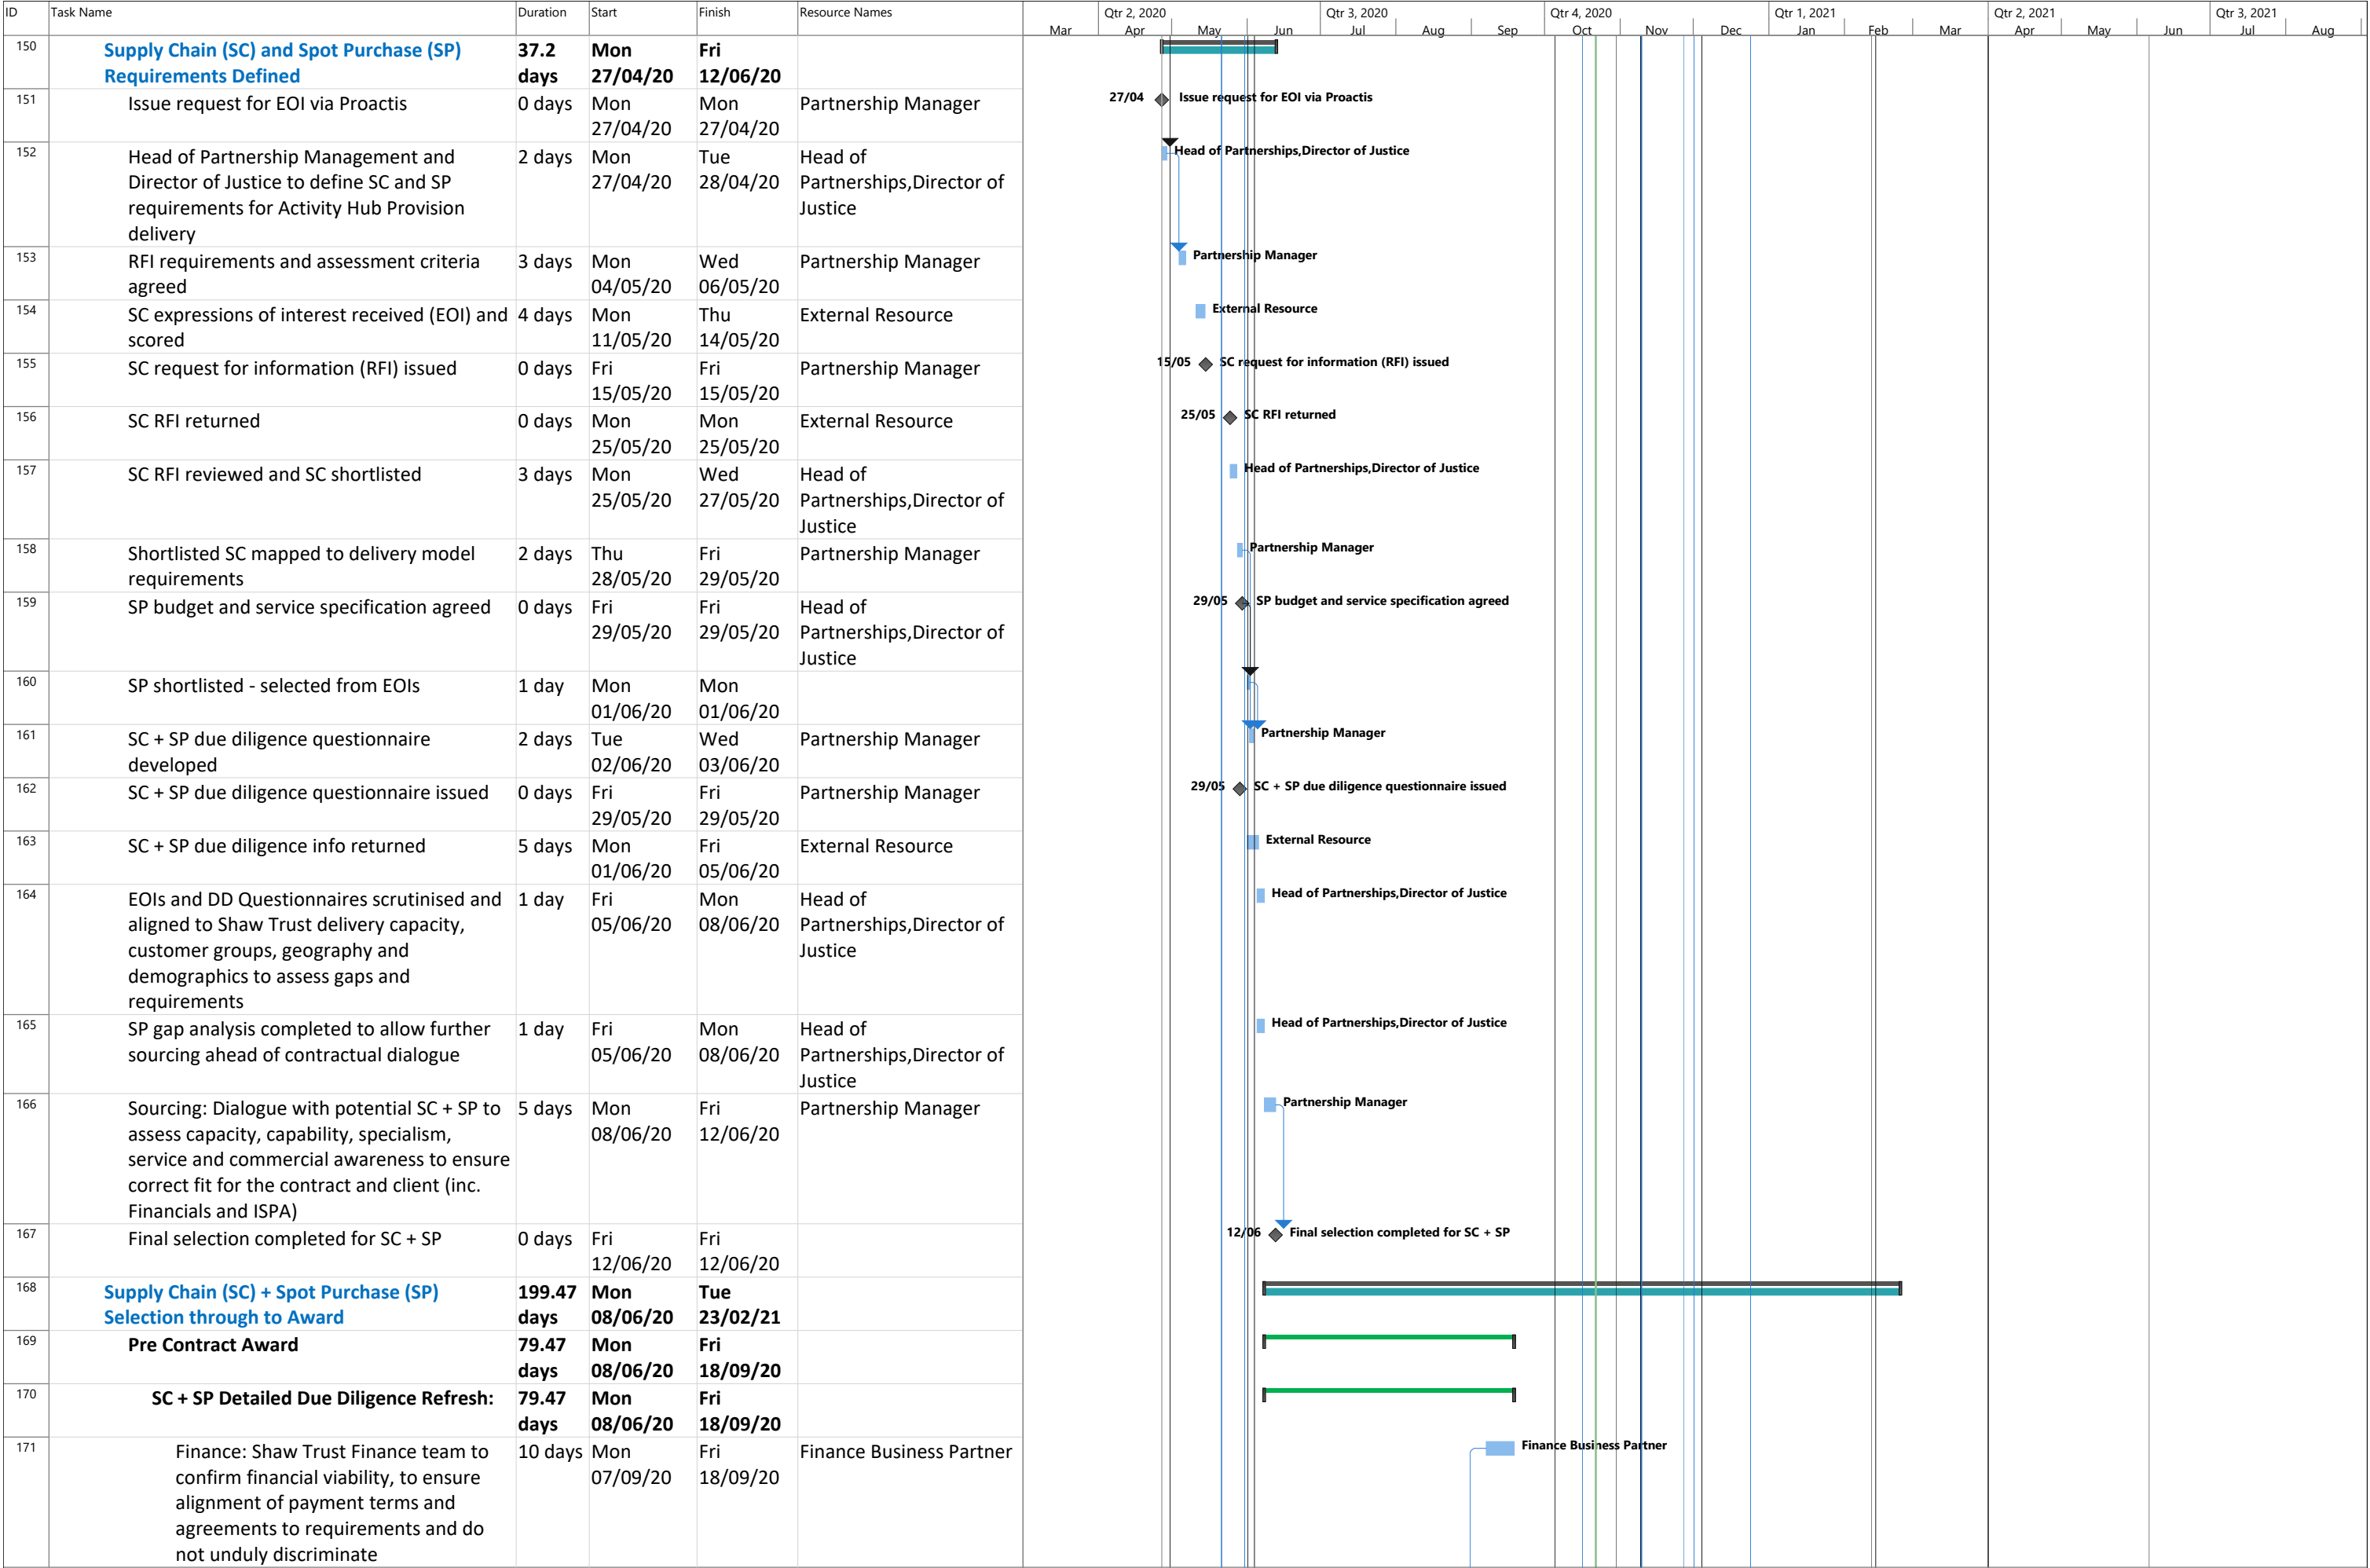 ID Task Name Duration Start Finish Resource Names
Qtr 2, 2020 Qtr 3, 2020 Qtr 4, 2020 Qtr 1, 2021 Qtr 2, 2021 Qtr 3, 2021
Mar Apr May Jun Jul Aug Sep Oct Nov Dec Jan Feb Mar Apr May Jun Jul Aug
150 Supply Chain (SC) and Spot Purchase (SP) 37.2 Mon Fri
Requirements Defined days 27/04/20 12/06/20
151 Issue request for EOI via Proactis 0 days Mon Mon Partnership Manager 27/04 Issue request for EOI via Proactis
27/04/20 27/04/20
152 Head of Partnership Management and 2 days Mon Tue Head of Head of Partnerships,Director of Justice
Director of Justice to define SC and SP 27/04/20 28/04/20 Partnerships,Director of
requirements for Activity Hub Provision Justice
delivery
153 RFI requirements and assessment criteria 3 days Mon Wed Partnership Manager Partnership Manager
agreed 04/05/20 06/05/20
154 SC expressions of interest received (EOI) and 4 days Mon Thu External Resource External Resource
scored 11/05/20 14/05/20
155 SC request for information (RFI) issued 0 days Fri Fri Partnership Manager 15/05 SC request for information (RFI) issued
15/05/20 15/05/20
156 SC RFI returned 0 days Mon Mon External Resource 25/05 SC RFI returned
25/05/20 25/05/20
157 SC RFI reviewed and SC shortlisted 3 days Mon Wed Head of Head of Partnerships,Director of Justice
25/05/20 27/05/20 Partnerships,Director of
Justice
158 Shortlisted SC mapped to delivery model 2 days Thu Fri Partnership Manager Partnership Manager
requirements 28/05/20 29/05/20
159 SP budget and service specification agreed 0 days Fri Fri Head of 29/05 SP budget and service specification agreed
29/05/20 29/05/20 Partnerships,Director of
Justice
160 SP shortlisted - selected from EOIs 1 day Mon Mon
01/06/20 01/06/20
161 SC + SP due diligence questionnaire 2 days Tue Wed Partnership Manager Partnership Manager
developed 02/06/20 03/06/20
162 SC + SP due diligence questionnaire issued 0 days Fri Fri Partnership Manager 29/05 SC + SP due diligence questionnaire issued
29/05/20 29/05/20
163 SC + SP due diligence info returned 5 days Mon Fri External Resource External Resource
01/06/20 05/06/20
164 EOIs and DD Questionnaires scrutinised and 1 day Fri Mon Head of Head of Partnerships,Director of Justice
aligned to Shaw Trust delivery capacity, 05/06/20 08/06/20 Partnerships,Director of
customer groups, geography and Justice
demographics to assess gaps and
requirements
165 SP gap analysis completed to allow further 1 day Fri Mon Head of Head of Partnerships,Director of Justice
sourcing ahead of contractual dialogue 05/06/20 08/06/20 Partnerships,Director of
Justice
166 Sourcing: Dialogue with potential SC + SP to 5 days Mon Fri Partnership Manager Partnership Manager
assess capacity, capability, specialism, 08/06/20 12/06/20
service and commercial awareness to ensure
correct fit for the contract and client (inc.
Financials and ISPA)
167 Final selection completed for SC + SP 0 days Fri Fri 12/06 Final selection completed for SC + SP
12/06/20 12/06/20
168 Supply Chain (SC) + Spot Purchase (SP) 199.47 Mon Tue
Selection through to Award days 08/06/20 23/02/21
169 Pre Contract Award 79.47 Mon Fri
days 08/06/20 18/09/20
170 SC + SP Detailed Due Diligence Refresh: 79.47 Mon Fri
days 08/06/20 18/09/20
171 Finance: Shaw Trust Finance team to 10 days Mon Fri Finance Business Partner Finance Business Partner
confirm financial viability, to ensure 07/09/20 18/09/20
alignment of payment terms and
agreements to requirements and do
not unduly discriminate